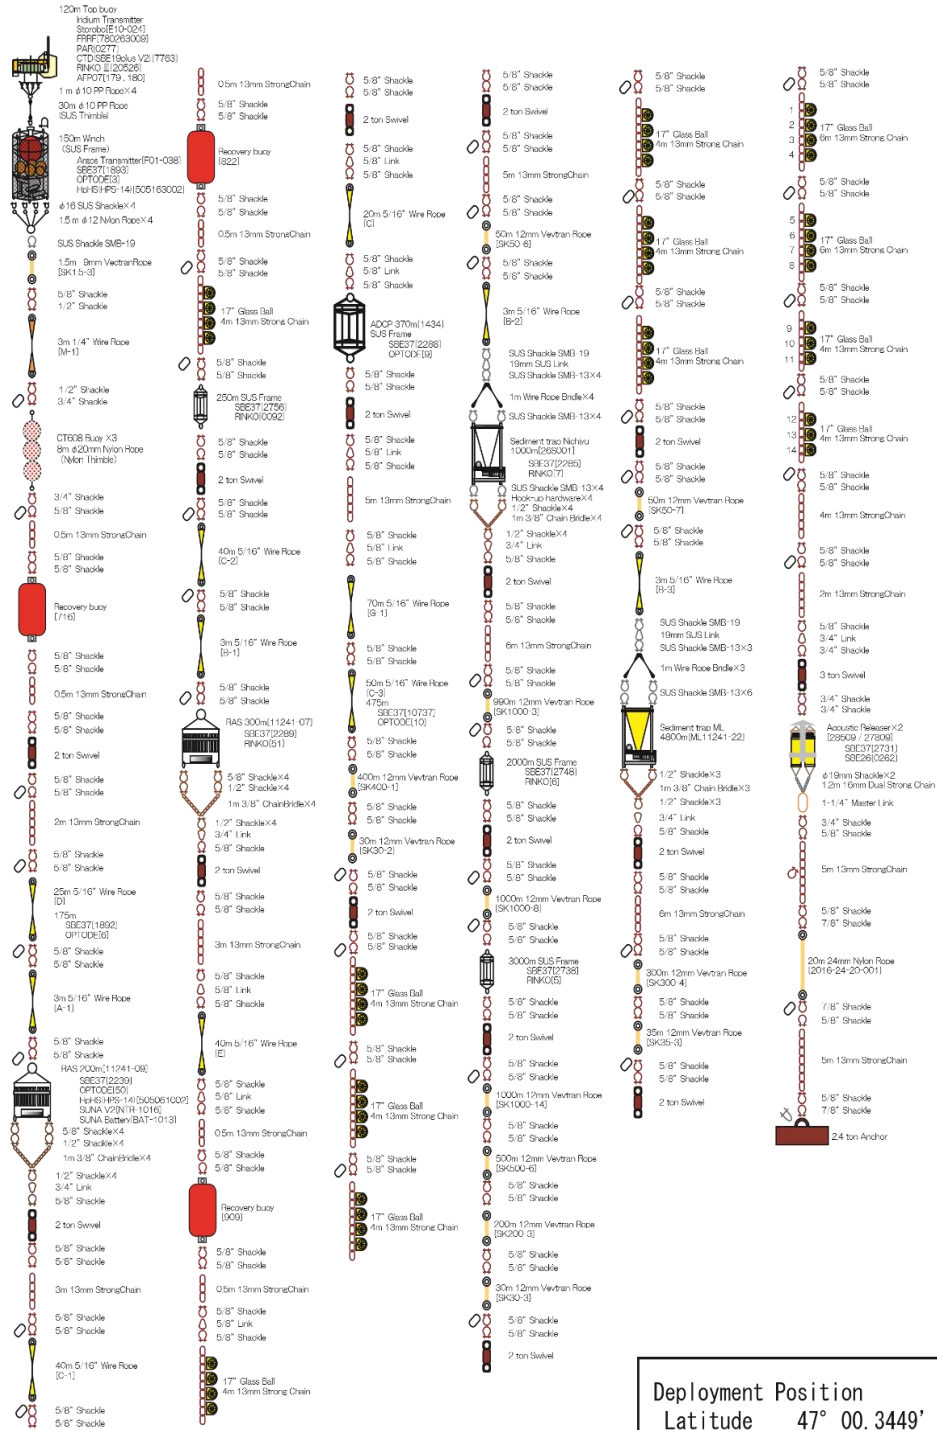 120m Top buoy
Iridium Transmitter
Storobo[E10-024]
FRRF[780263009]
PAR[0277]
CTD(SBE19plus V2)[7763]
RINKO Ⅲ[20526]
AFP07[179, 180]
1 m φ10 PP Rope×4
30m φ10 PP Rope
(SUS Thimble)
150m Winch
(SUS Frame)
Argos Transmitter[F01-038]
SBE37[1893]
OPTODE[3]
HpHS(HPS-14)[505163002]
φ16 SUS Shackle×4
1.5 m φ12 Nylon Rope×4
SUS Shackle SMB-19
1.5m 9mm VectranRope
[SK1.5-3]
5/8" Shackle
1/2" Shackle
3m 1/4" Wire Rope
[M-1]
1/2" Shackle
3/4" Shackle
CT608 Buoy ×3
8m φ20mm Nylon Rope
(Nylon Thimble)
3/4" Shackle
5/8" Shackle
0.5m 13mm StrongChain
5/8" Shackle
5/8" Shackle
Recovery buoy
[716]
5/8" Shackle
5/8" Shackle
0.5m 13mm StrongChain
5/8" Shackle
5/8" Shackle
2 ton Swivel
5/8" Shackle
5/8" Shackle
2m 13mm StrongChain
5/8" Shackle
5/8" Shackle
25m 5/16" Wire Rope
[D]
175m
SBE37[1892]
OPTODE[6]
5/8" Shackle
5/8" Shackle
3m 5/16" Wire Rope
[A-1]
5/8" Shackle
5/8" Shackle
RAS 200m[11241-09]
SBE37[2239]
OPTODE[50]
HpHS(HPS-14)[505061002]
SUNA V2[NTR-1016]
SUNA Battery[BAT-1013]
5/8" Shackle×4
1/2" Shackle×4
1m 3/8" ChainBridle×4
1/2" Shackle×4
3/4" Link
5/8" Shackle
2 ton Swivel
5/8" Shackle
5/8" Shackle
3m 13mm StrongChain
5/8" Shackle
5/8" Shackle
40m 5/16" Wire Rope
[C-1]
5/8" Shackle
5/8" Shackle
0.5m 13mm StrongChain
5/8" Shackle
5/8" Shackle
Recovery buoy
[822]
5/8" Shackle
5/8" Shackle
0.5m 13mm StrongChain
5/8" Shackle
5/8" Shackle
17" Glass Ball
4m 13mm Strong Chain
5/8" Shackle
5/8" Shackle
250m SUS Frame
SBE37[2756]
RINKO[0092]
5/8" Shackle
5/8" Shackle
2 ton Swivel
5/8" Shackle
5/8" Shackle
40m 5/16" Wire Rope
[C-2]
5/8" Shackle
5/8" Shackle
3m 5/16" Wire Rope
[B-1]
5/8" Shackle
5/8" Shackle
RAS 300m[11241-07]
SBE37[2289]
RINKO[51]
5/8" Shackle×4
1/2" Shackle×4
1m 3/8" ChainBridle×4
1/2" Shackle×4
3/4" Link
5/8" Shackle
2 ton Swivel
5/8" Shackle
5/8" Shackle
3m 13mm StrongChain
5/8" Shackle
5/8" Link
5/8" Shackle
40m 5/16" Wire Rope
[E]
5/8" Shackle
5/8" Link
5/8" Shackle
0.5m 13mm StrongChain
5/8" Shackle
5/8" Shackle
Recovery buoy
[909]
5/8" Shackle
5/8" Shackle
0.5m 13mm StrongChain
5/8" Shackle
5/8" Link
5/8" Shackle
17" Glass Ball
4m 13mm Strong Chain
5/8" Shackle
5/8" Shackle
2 ton Swivel
5/8" Shackle
5/8" Link
5/8" Shackle
20m 5/16" Wire Rope
[C]
5/8" Shackle
5/8" Link
5/8" Shackle
ADCP 370m[1434]
SUS Frame
SBE37[2288]
OPTODE[9]
5/8" Shackle
5/8" Shackle
2 ton Swivel
5/8" Shackle
5/8" Link
5/8" Shackle
5m 13mm StrongChain
5/8" Shackle
5/8" Link
5/8" Shackle
70m 5/16" Wire Rope
[G-1]
5/8" Shackle
5/8" Shackle
50m 5/16" Wire Rope
[C-3]
475m
SBE37[10737]
OPTODE[10]
5/8" Shackle
5/8" Shackle
400m 12mm Vevtran Rope
[SK400-1]
5/8" Shackle
5/8" Shackle
30m 12mm Vevtran Rope
[SK30-2]
5/8" Shackle
5/8" Shackle
2 ton Swivel
5/8" Shackle
5/8" Shackle
17" Glass Ball
4m 13mm Strong Chain
5/8" Shackle
5/8" Shackle
17" Glass Ball
4m 13mm Strong Chain
5/8" Shackle
5/8" Shackle
17" Glass Ball
4m 13mm Strong Chain
5/8" Shackle
5/8" Shackle
2 ton Swivel
5/8" Shackle
5/8" Shackle
5m 13mm StrongChain
5/8" Shackle
5/8" Shackle
50m 12mm Vevtran Rope
[SK50-6]
5/8" Shackle
5/8" Shackle
3m 5/16" Wire Rope
[B-2]
SUS Shackle SMB-19
19mm SUS Link
SUS Shackle SMB-13×4
1m Wire Rope Bridle×4
SUS Shackle SMB-13×4
Sediment trap Nichiyu
1000m[26S001]
SBE37[2285]
RINKO[7]
SUS Shackle SMB-13×4
Hook-up hardware×4
1/2" Shackle×4
1m 3/8" Chain Bridle×4
1/2" Shackle×4
3/4" Link
5/8" Shackle
2 ton Swivel
5/8" Shackle
5/8" Shackle
6m 13mm StrongChain
5/8" Shackle
5/8" Shackle
990m 12mm Vevtran Rope
[SK1000-3]
5/8" Shackle
5/8" Shackle
2000m SUS Frame
SBE37[2748]
RINKO[6]
5/8" Shackle
5/8" Shackle
2 ton Swivel
5/8" Shackle
5/8" Shackle
1000m 12mm Vevtran Rope
[SK1000-8]
5/8" Shackle
5/8" Shackle
3000m SUS Frame
SBE37[2738]
RINKO[5]
5/8" Shackle
5/8" Shackle
2 ton Swivel
5/8" Shackle
5/8" Shackle
1000m 12mm Vevtran Rope
[SK1000-14]
5/8" Shackle
5/8" Shackle
500m 12mm Vevtran Rope
[SK500-6]
5/8" Shackle
5/8" Shackle
200m 12mm Vevtran Rope
[SK200-3]
5/8" Shackle
5/8" Shackle
30m 12mm Vevtran Rope
[SK30-3]
5/8" Shackle
5/8" Shackle
2 ton Swivel
5/8" Shackle
5/8" Shackle
17" Glass Ball
4m 13mm Strong Chain
5/8" Shackle
5/8" Shackle
17" Glass Ball
4m 13mm Strong Chain
5/8" Shackle
5/8" Shackle
17" Glass Ball
4m 13mm Strong Chain
5/8" Shackle
5/8" Shackle
2 ton Swivel
5/8" Shackle
5/8" Shackle
50m 12mm Vevtran Rope
[SK50-7]
5/8" Shackle
5/8" Shackle
3m 5/16" Wire Rope
[B-3]
SUS Shackle SMB-19
19mm SUS Link
SUS Shackle SMB-13×3
1m Wire Rope Bridle×3
SUS Shackle SMB-13×6
Sediment trap ML
4800m[ML11241-22]
1/2" Shackle×3
1m 3/8" Chain Bridle×3
1/2" Shackle×3
3/4" Link
5/8" Shackle
2 ton Swivel
5/8" Shackle
5/8" Shackle
6m 13mm StrongChain
5/8" Shackle
5/8" Shackle
300m 12mm Vevtran Rope
[SK300-4]
5/8" Shackle
5/8" Shackle
35m 12mm Vevtran Rope
[SK35-3]
5/8" Shackle
5/8" Shackle
2 ton Swivel
5/8" Shackle
5/8" Shackle
1
2
3
4
17" Glass Ball
6m 13mm Strong Chain
5/8" Shackle
5/8" Shackle
5
6
7
8
17" Glass Ball
6m 13mm Strong Chain
5/8" Shackle
5/8" Shackle
9
10
11
17" Glass Ball
4m 13mm Strong Chain
5/8" Shackle
5/8" Shackle
12
13
14
17" Glass Ball
4m 13mm Strong Chain
5/8" Shackle
5/8" Shackle
4m 13mm StrongChain
5/8" Shackle
5/8" Shackle
2m 13mm StrongChain
5/8" Shackle
3/4" Link
3/4" Shackle
3 ton Swivel
3/4" Shackle
3/4" Shackle
Acoustic Releaser×2
[28509 / 27809]
SBE37[2731]
SBE26[0262]
φ19mm Shackle×2
1.2m 16mm Dual Strong Chain
1-1/4" Master Link
3/4" Shackle
5/8" Shackle
5m 13mm StrongChain
5/8" Shackle
7/8" Shackle
20m 24mm Nylon Rope
[2016-24-20-001]
7/8" Shackle
5/8" Shackle
5m 13mm StrongChain
5/8" Shackle
7/8" Shackle
2.4 ton Anchor
Deployment Position
Latitude 47° 00.3449'